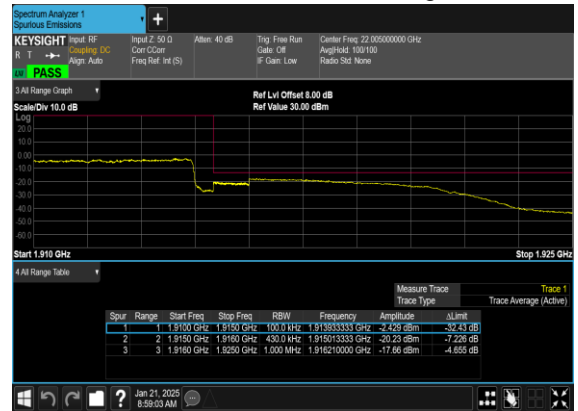 Spectrum Analyzer 1
Spurious Emissions
KEYSIGHT Input: RF Input Z: 50 Ω Atten: 40 dB Trig: Free Run Center Freq: 22.005000000 GHz
R T Coupling: DC Corr CCorr Gate: Off Avg|Hold: 100/100
Align: Auto Freq Ref: Int (S) IF Gain: Low Radio Std: None
PASS
3 All Range Graph
Ref Lvl Offset 8.00 dB
Scale/Div 10.0 dB Ref Value 30.00 dBm
Log
20.0
10.0
0.00
-10.0
-20.0
-30.0
-40.0
-50.0
-60.0
Start 1.910 GHz Stop 1.925 GHz
4 All Range Table
Measure Trace Trace 1
Trace Type Trace Average (Active)
Spur Range Start Freq Stop Freq RBW Frequency Amplitude ΔLimit
1 1 1.9100 GHz 1.9150 GHz 100.0 kHz 1.913933333 GHz -2.429 dBm -32.43 dB
2 2 1.9150 GHz 1.9160 GHz 430.0 kHz 1.915013333 GHz -20.23 dBm -7.226 dB
3 3 1.9160 GHz 1.9250 GHz 1.000 MHz 1.916210000 GHz -17.66 dBm -4.655 dB
Jan 21, 2025
8:59:03 AM